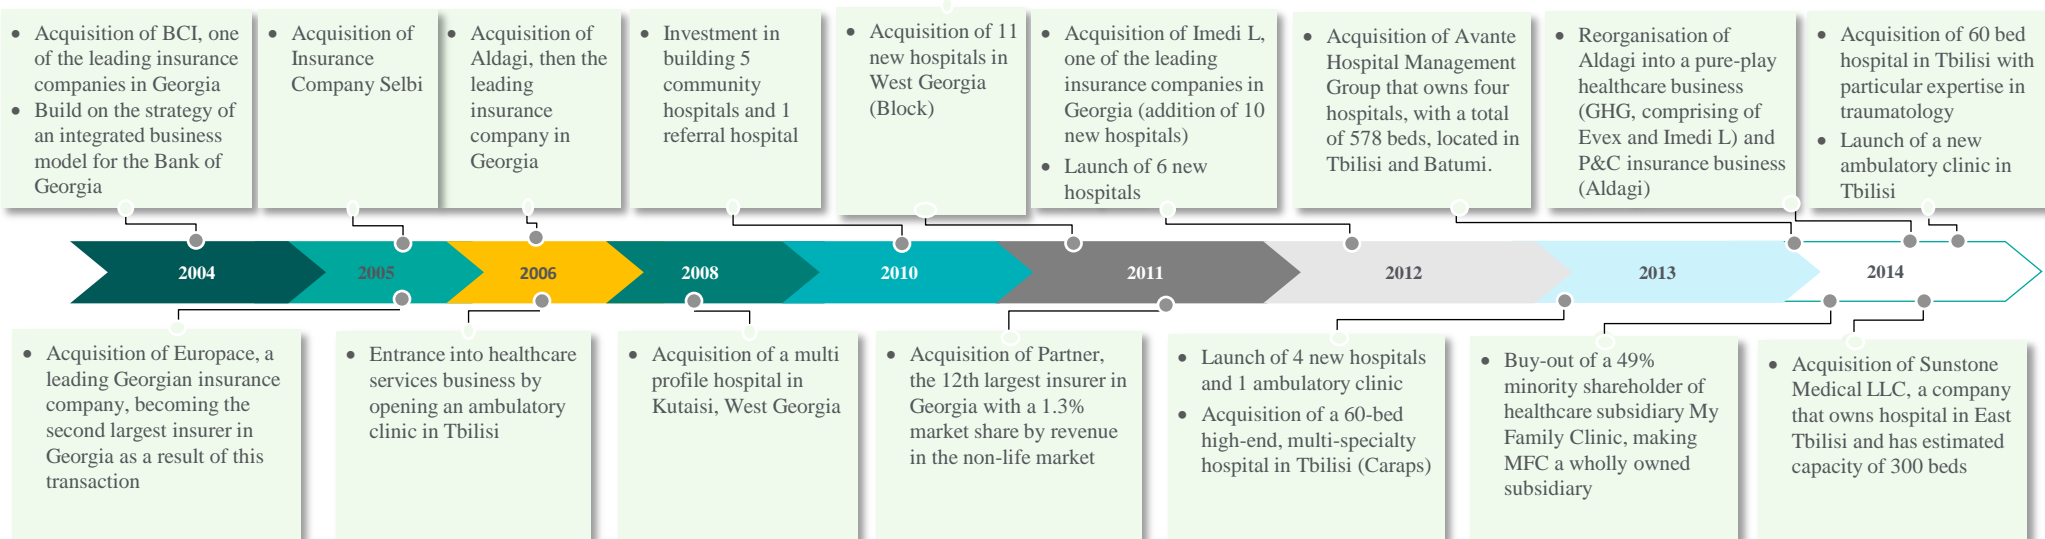 • Acquisition of BCI, one
of the leading insurance
companies in Georgia
• Build on the strategy of
an integrated business
model for the Bank of
Georgia
• Acquisition of
Insurance
Company Selbi
• Acquisition of
Aldagi, then the
leading
insurance
company in
Georgia
• Investment in
building 5
community
hospitals and 1
referral hospital
• Acquisition of 11
new hospitals in
West Georgia
(Block)
• Acquisition of Imedi L,
one of the leading
insurance companies in
Georgia (addition of 10
new hospitals)
• Launch of 6 new
hospitals
• Acquisition of Avante
Hospital Management
Group that owns four
hospitals, with a total
of 578 beds, located in
Tbilisi and Batumi.
• Reorganisation of
Aldagi into a pure-play
healthcare business
(GHG, comprising of
Evex and Imedi L) and
P&C insurance business
(Aldagi)
• Acquisition of 60 bed
hospital in Tbilisi with
particular expertise in
traumatology
• Launch of a new
ambulatory clinic in
Tbilisi
2004
2005
2006
2008
2010
2011
2012
2013
2014
• Acquisition of Europace, a
leading Georgian insurance
company, becoming the
second largest insurer in
Georgia as a result of this
transaction
• Entrance into healthcare
services business by
opening an ambulatory
clinic in Tbilisi
• Acquisition of a multi
profile hospital in
Kutaisi, West Georgia
• Acquisition of Partner,
the 12th largest insurer in
Georgia with a 1.3%
market share by revenue
in the non-life market
• Launch of 4 new hospitals
and 1 ambulatory clinic
• Acquisition of a 60-bed
high-end, multi-specialty
hospital in Tbilisi (Caraps)
• Buy-out of a 49%
minority shareholder of
healthcare subsidiary My
Family Clinic, making
MFC a wholly owned
subsidiary
• Acquisition of Sunstone
Medical LLC, a company
that owns hospital in East
Tbilisi and has estimated
capacity of 300 beds